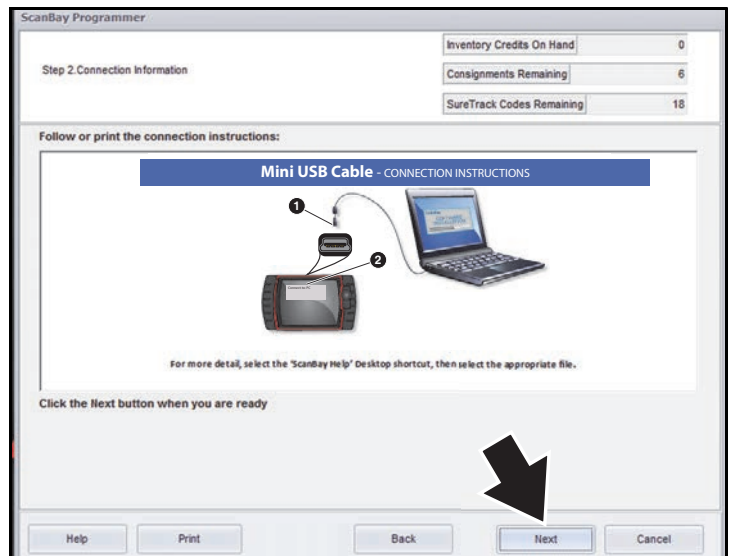 ScanBay Programmer
Step 2.Connection Information
Inventory Credits On Hand 0
Consignments Remaining 6
SureTrack Codes Remaining 18
Follow or print the connection instructions:
Mini USB Cable - CONNECTION INSTRUCTIONS
1
2
Connect to PC
For more detail, select the 'ScanBay Help' Desktop shortcut, then select the appropriate file.
Click the Next button when you are ready
Help Print Back Next Cancel